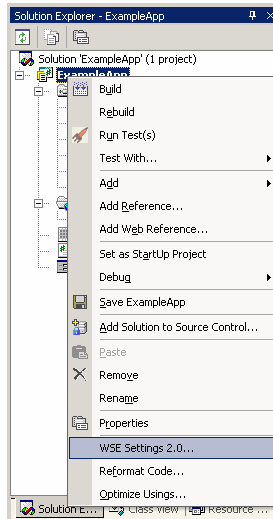 Solution Explorer - ExampleApp
Solution 'ExampleApp' (1 project)
ExampleApp
Build
Rebuild
Run Test(s)
Test With...
Add
Add Reference...
Add Web Reference...
Set as StartUp Project
Debug
Save ExampleApp
Add Solution to Source Control...
Paste
Remove
Rename
Properties
WSE Settings 2.0...
Reformat Code...
Optimize Usings...
Solution E... Class View Resource ...